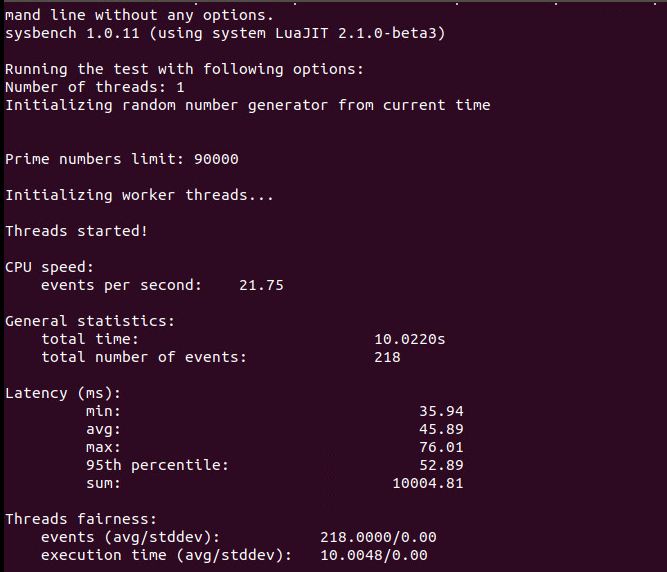 mand line without any options.
sysbench 1.0.11 (using system LuaJIT 2.1.0-beta3)
Running the test with following options:
Number of threads: 1
Initializing random number generator from current time
Prime numbers limit: 90000
Initializing worker threads...
Threads started!
CPU speed:
events per second: 21.75
General statistics:
total time: 10.0220s
total number of events: 218
Latency (ms):
min: 35.94
avg: 45.89
max: 76.01
95th percentile: 52.89
sum: 10004.81
Threads fairness:
events (avg/stddev): 218.0000/0.00
execution time (avg/stddev): 10.0048/0.00